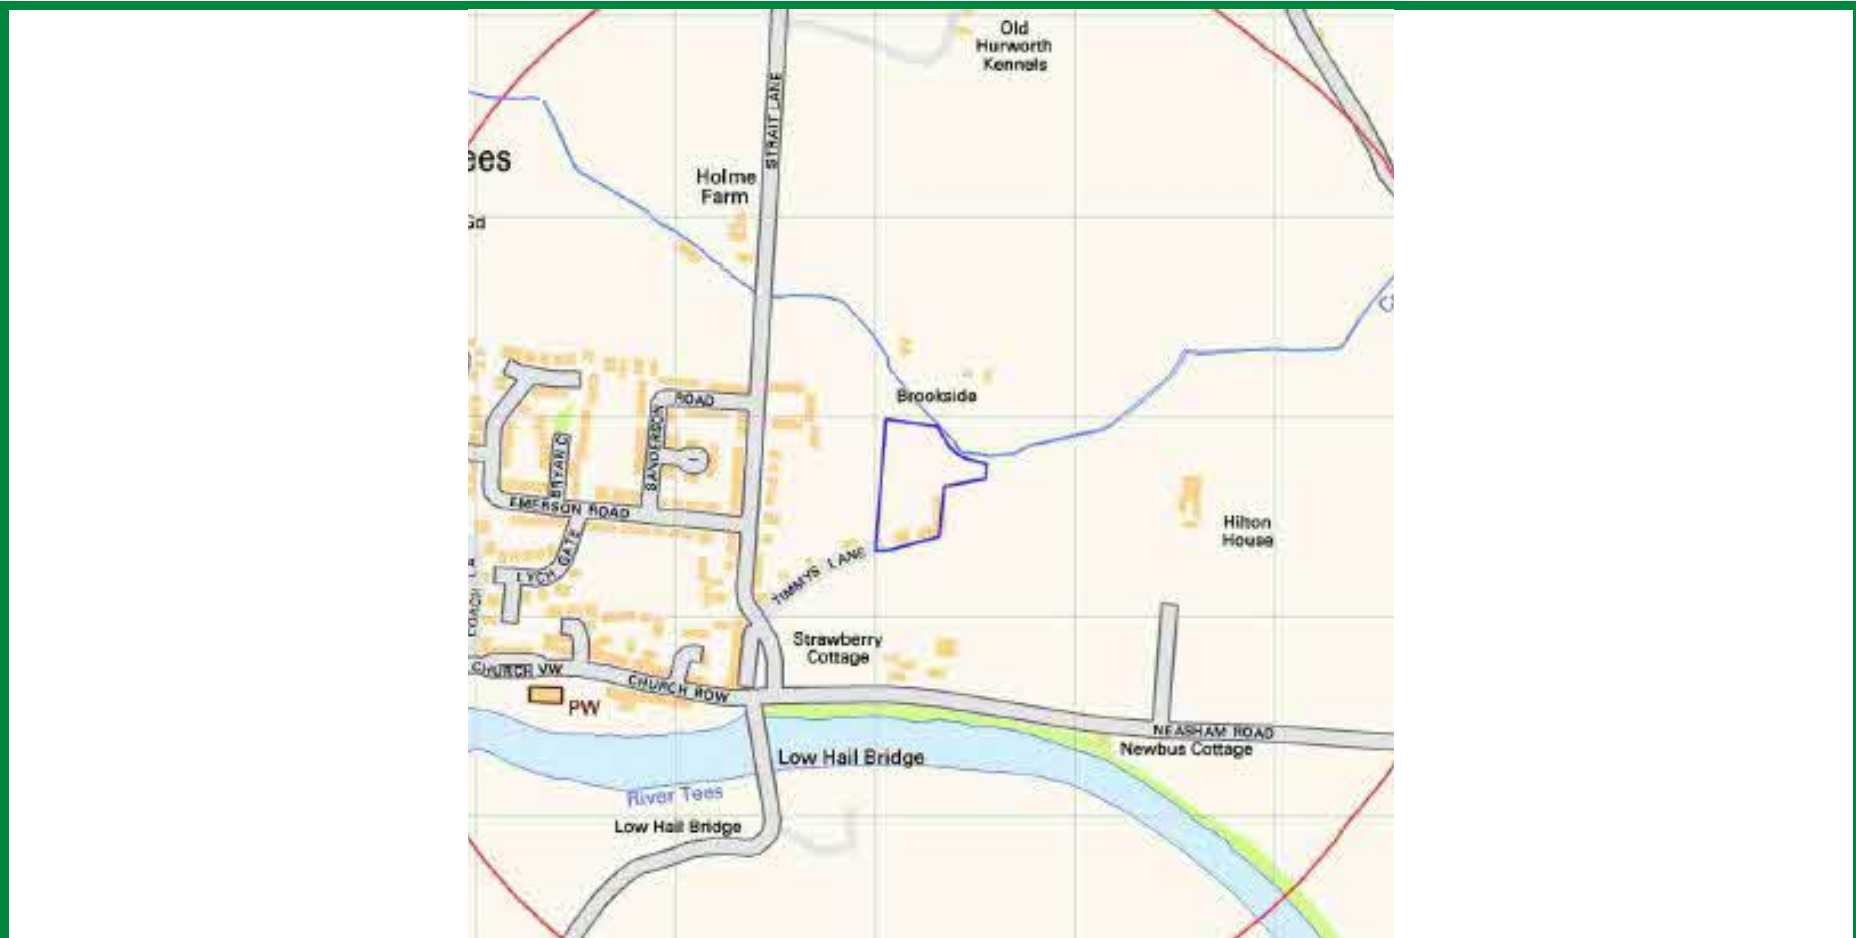 Old
Hurworth
Kennels
STRAIT LANE
ees
Holme
Farm
Brookside
ROAD
SANDERSON
BRYAN C
EMERSON ROAD
Hilton
House
LYCH GATE
TIMMYS LANE
Strawberry
Cottage
CHURCH VW
CHURCH ROW
PW
NEASHAM ROAD
Newbus Cottage
Low Hail Bridge
River Tees
Low Hail Bridge